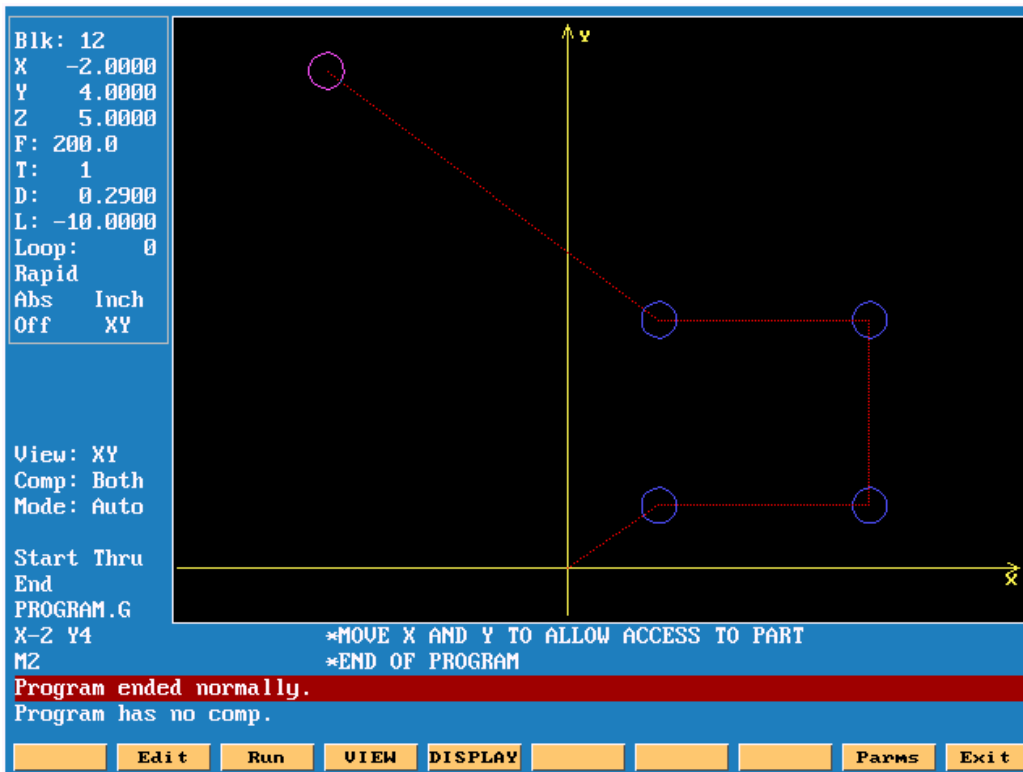 Blk: 12
X -2.0000
Y 4.0000
Z 5.0000
F: 200.0
T: 1
D: 0.2900
L: -10.0000
Loop: 0
Rapid
Abs Inch
Off XY
View: XY
Comp: Both
Mode: Auto
Start Thru
End
PROGRAM.G
Y
X
X-2 Y4 *MOVE X AND Y TO ALLOW ACCESS TO PART
M2 *END OF PROGRAM
Program ended normally.
Program has no comp.
Edit Run VIEW DISPLAY Parms Exit